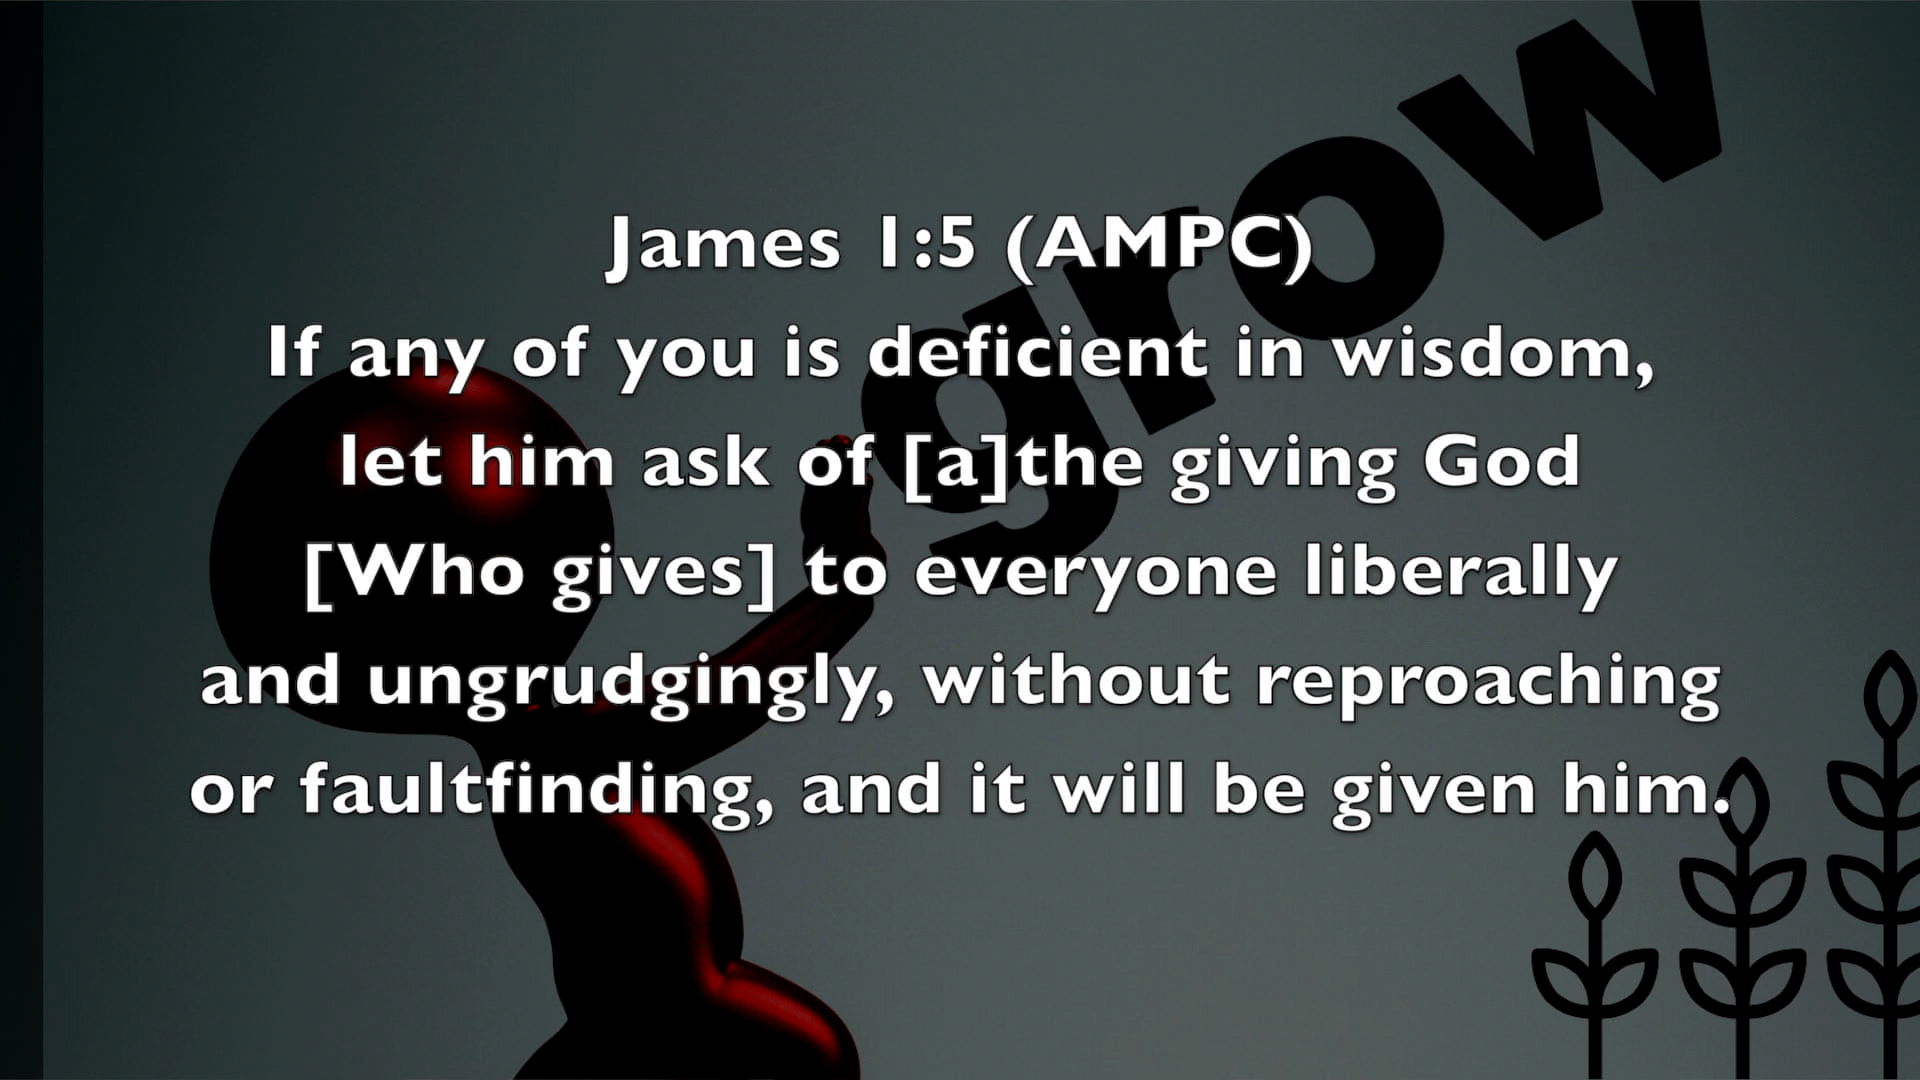 grow
James 1:5 (AMPC)
If any of you is deficient in wisdom,
let him ask of [a]the giving God
[Who gives] to everyone liberally
and ungrudgingly, without reproaching
or faultfinding, and it will be given him.